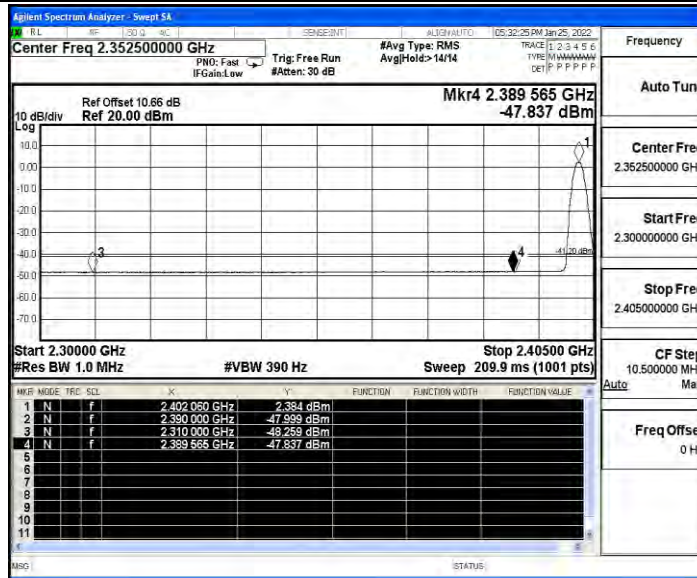 Agilent Spectrum Analyzer - Swept SA
RL RF 50 Ω AC SENSE:INT ALIGN AUTO 05:32:25 PM Jan 25, 2022
Center Freq 2.352500000 GHz
PNO: Fast
IFGain:Low
Trig: Free Run
#Atten: 30 dB
#Avg Type: RMS
Avg|Hold:>14/14
TRACE 1 2 3 4 5 6
TYPE M W W W W W
DET P P P P P P
Mkr4 2.389 565 GHz
-47.837 dBm
Ref Offset 10.66 dB
10 dB/div Ref 20.00 dBm
Log
10.0
0.00
-10.0
-20.0
-30.0
-40.0
-50.0
-60.0
-70.0
1
3
4
-41.20 dBm
Start 2.30000 GHz Stop 2.40500 GHz
#Res BW 1.0 MHz #VBW 390 Hz Sweep 209.9 ms (1001 pts)
MKR MODE TRC SCL X Y FUNCTION FUNCTION WIDTH FUNCTION VALUE
1 N f 2.402 060 GHz 2.384 dBm
2 N f 2.390 000 GHz -47.999 dBm
3 N f 2.310 000 GHz -48.259 dBm
4 N f 2.389 565 GHz -47.837 dBm
5
6
7
8
9
10
11
MSG STATUS
Frequency
Auto Tun
Center Fre
2.352500000 GH
Start Fre
2.300000000 GH
Stop Fre
2.405000000 GH
CF Step
10.500000 MH
Auto Ma
Freq Offse
0 H